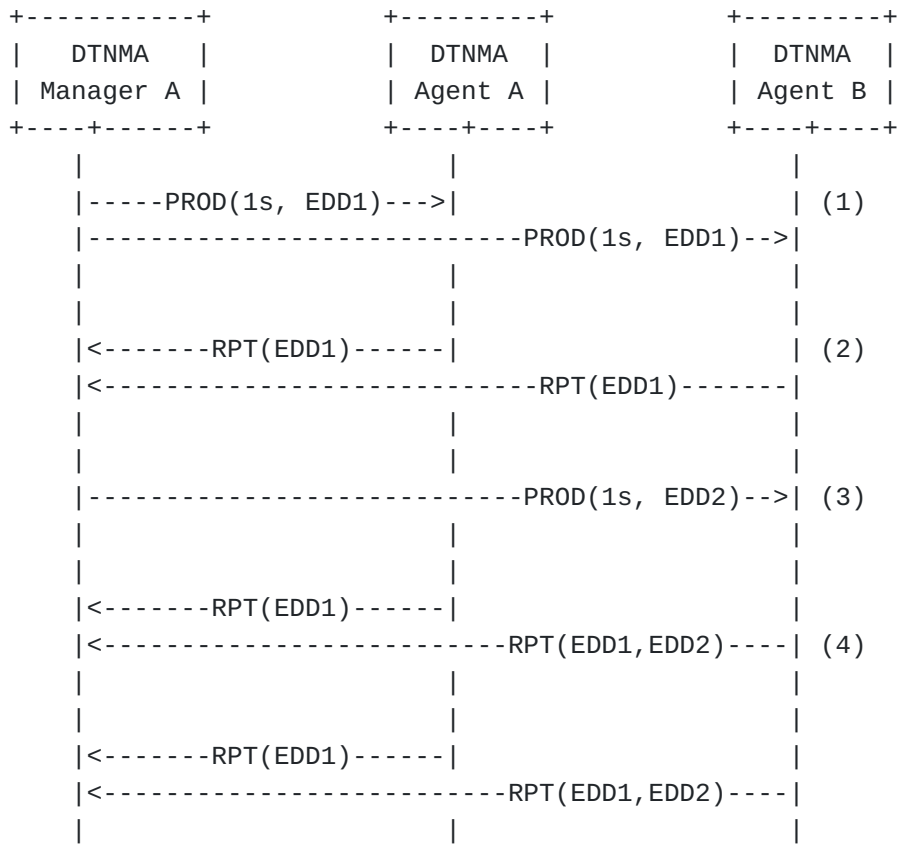 +-----------+           +---------+           +---------+
|   DTNMA   |           |  DTNMA  |           |  DTNMA  |
| Manager A |           | Agent A |           | Agent B |
+----+------+           +----+----+           +----+----+
    |                       |                     |
    |-----PROD(1s, EDD1)--->|                     | (1)
    |----------------------------PROD(1s, EDD1)-->|
    |                       |                     |
    |                       |                     |
    |<-------RPT(EDD1)------|                     | (2)
    |<----------------------------RPT(EDD1)-------|
    |                       |                     |
    |                       |                     |
    |----------------------------PROD(1s, EDD2)-->| (3)
    |                       |                     |
    |                       |                     |
    |<-------RPT(EDD1)------|                     |
    |<--------------------------RPT(EDD1,EDD2)----| (4)
    |                       |                     |
    |                       |                     |
    |<-------RPT(EDD1)------|                     |
    |<--------------------------RPT(EDD1,EDD2)----|
    |                       |                     |